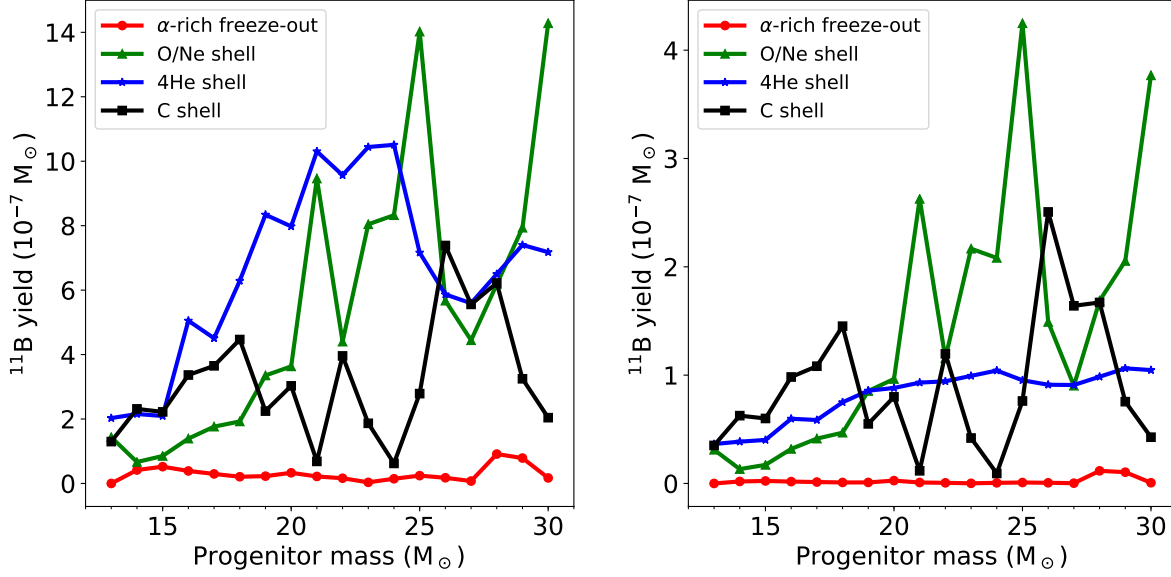 α-rich freeze-out
O/Ne shell
4He shell
C shell
14
12
10
8
6
4
2
0
15
20
25
30
¹¹B yield (10⁻⁷ M⊙)
Progenitor mass (M⊙)
α-rich freeze-out
O/Ne shell
4He shell
C shell
4
3
2
1
0
15
20
25
30
¹¹B yield (10⁻⁷ M⊙)
Progenitor mass (M⊙)